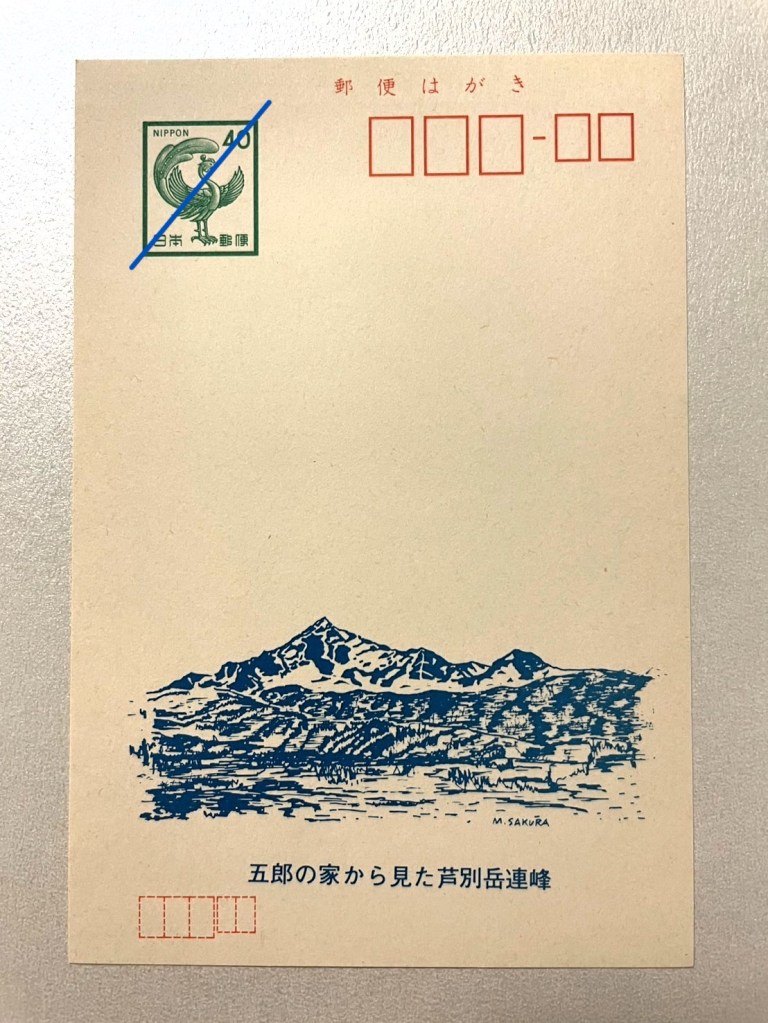 郵便はがき
NIPPON
40
日本 郵便
M. SAKURA
五郎の家から見た芦別岳連峰